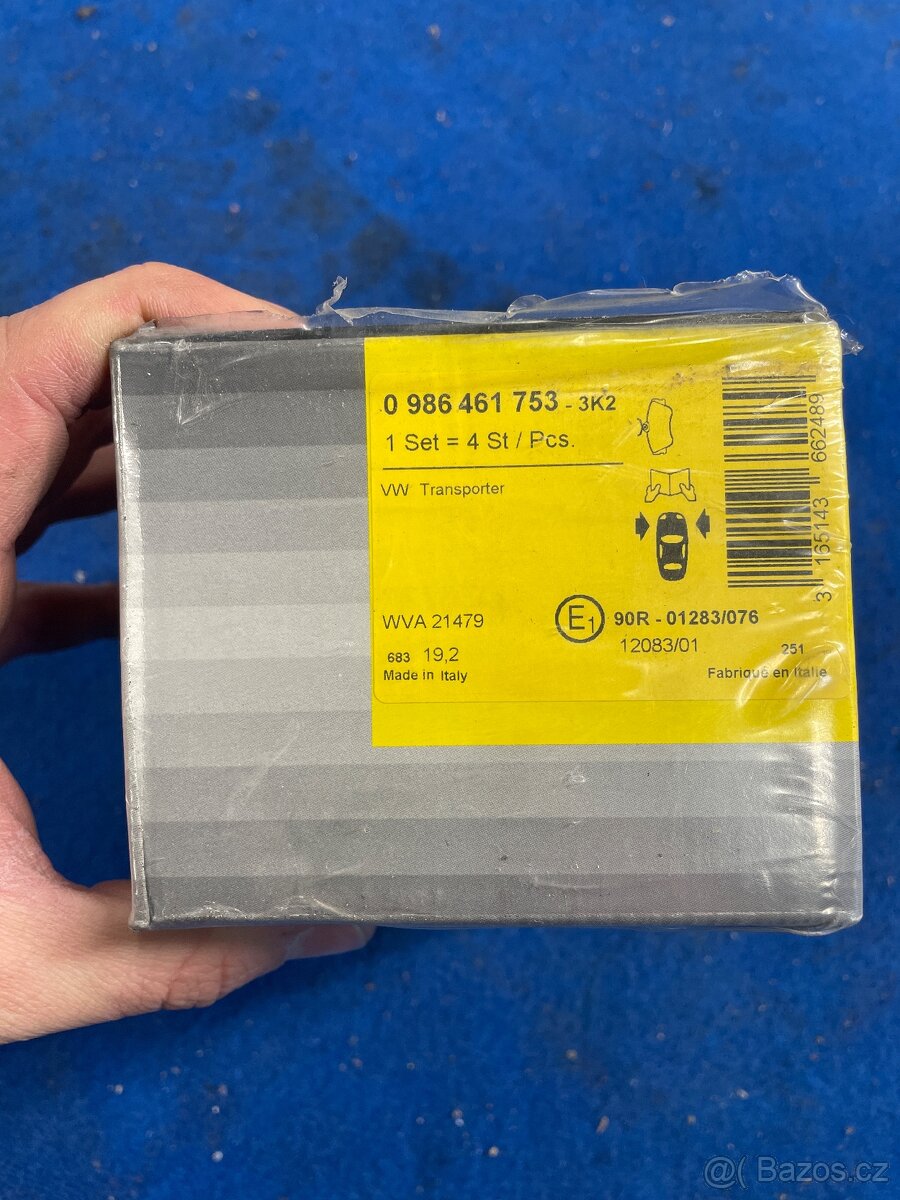 0 986 461 753 - 3K2
1 Set = 4 St / Pcs.
VW Transporter
3 165143 662489
WVA 21479
E1 90R - 01283/076
12083/01
683 19,2
251
Made in Italy
Fabriqué en Italie
@( Bazos.cz